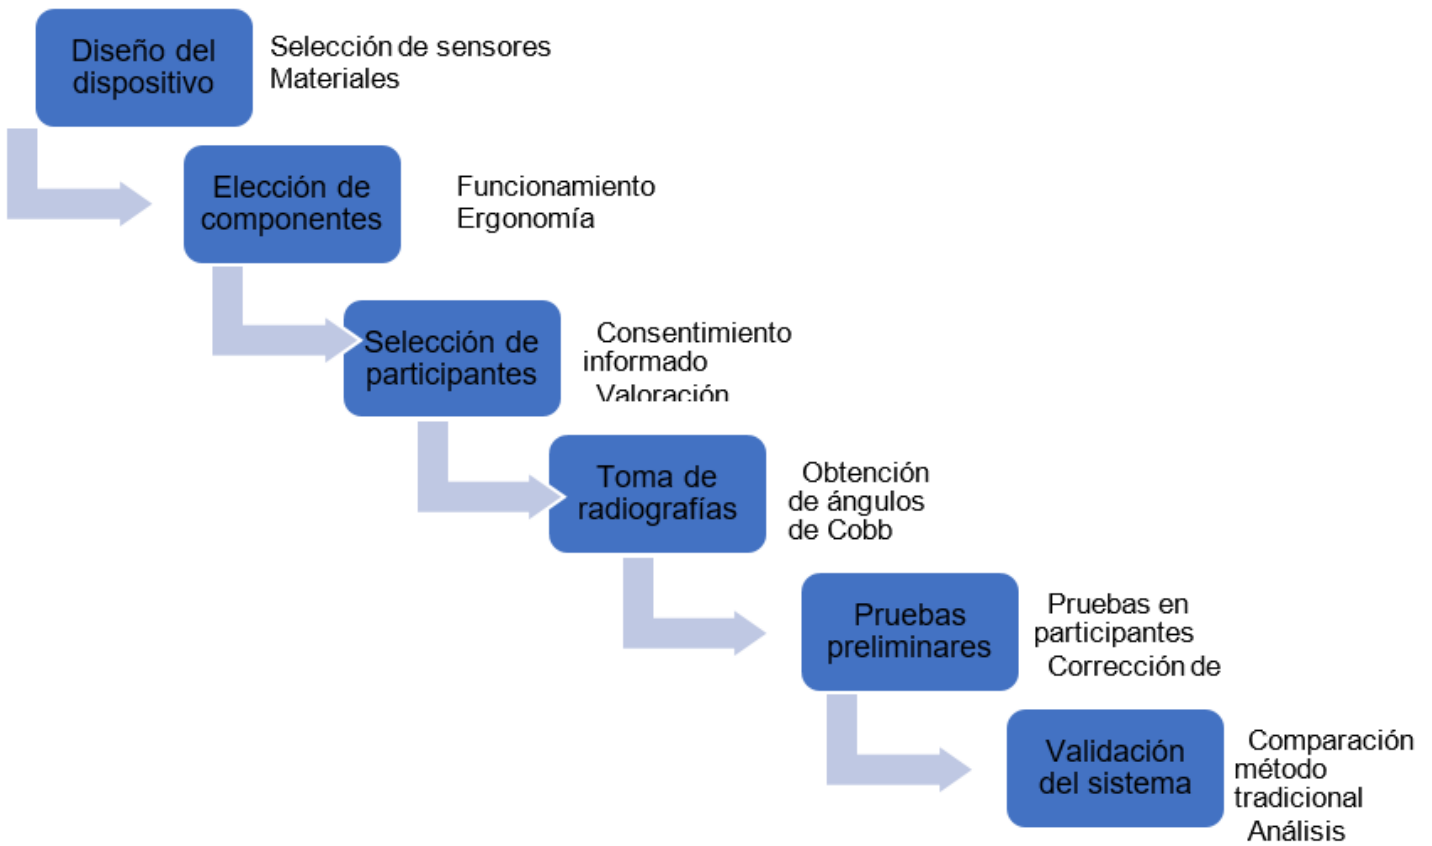 Diseño del
dispositivo
Selección de sensores
Materiales
Elección de
componentes
Funcionamiento
Ergonomía
Selección de
participantes
Consentimiento
informado
Valoración
Toma de
radiografías
Obtención
de ángulos
de Cobb
Pruebas
preliminares
Pruebas en
participantes
Corrección de
Validación
del sistema
Comparación
método
tradicional
Análisis